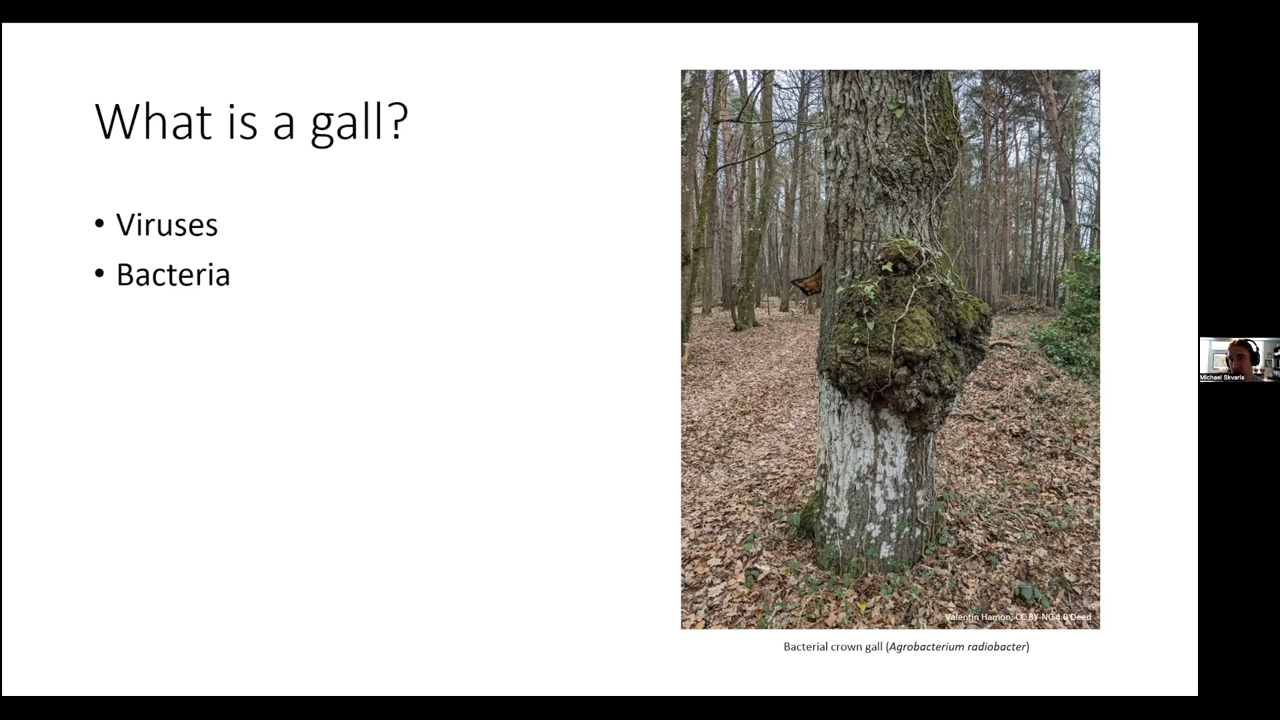 What is a gall?
• Viruses
• Bacteria
Valentin Hamon, CC BY-NC 4.0 Deed
Bacterial crown gall (Agrobacterium radiobacter)
Michael Skvarla